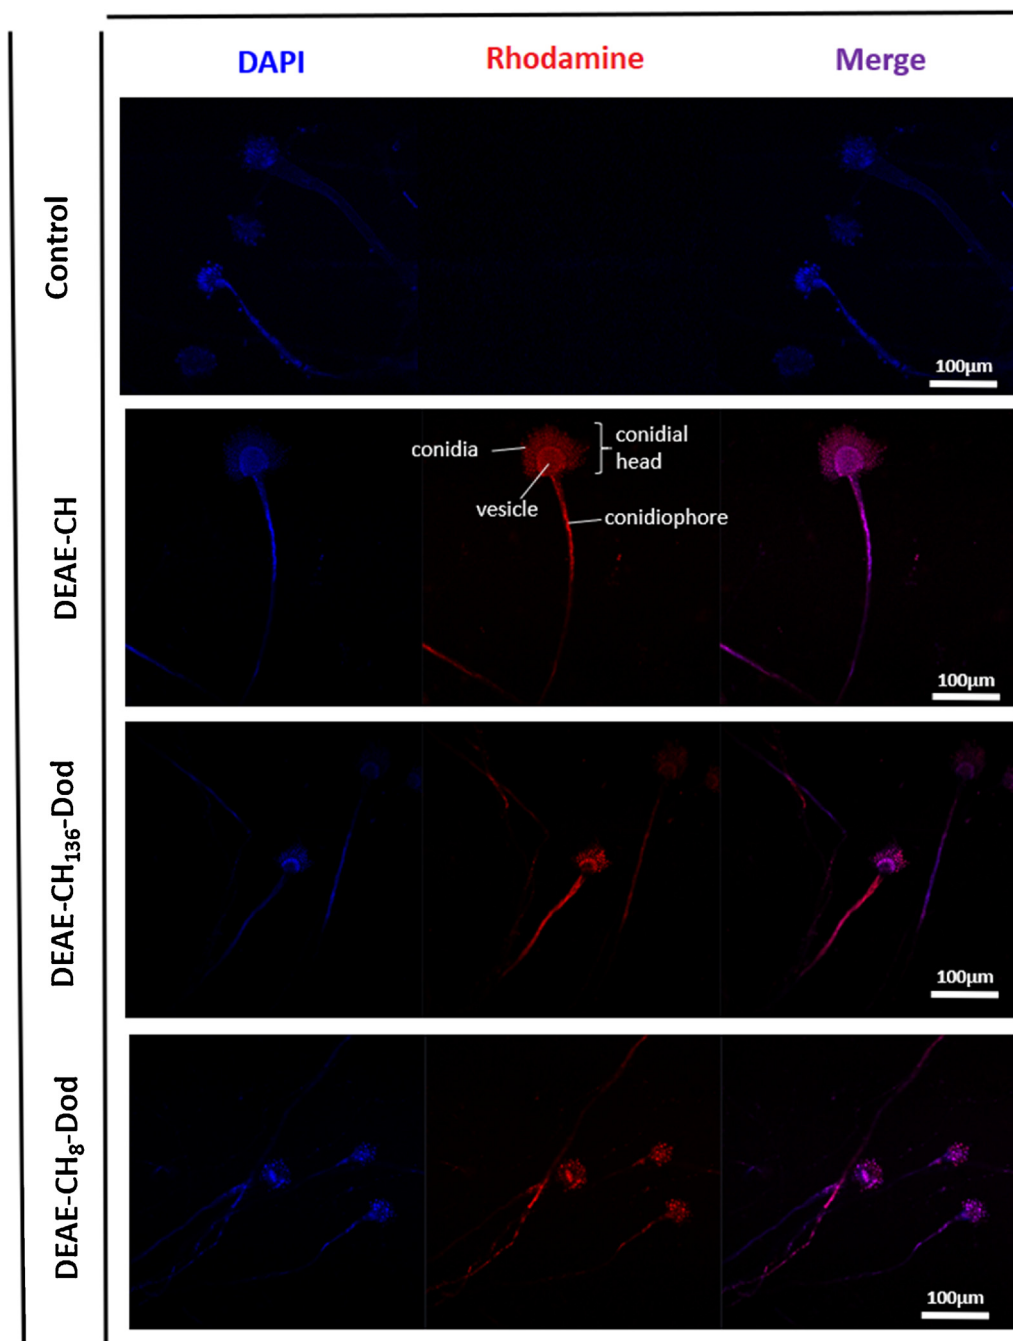 DAPI Rhodamine Merge
Control
100μm
DEAE-CH
conidia
vesicle
conidial
head
conidiophore
100μm
DEAE-CH₁₃₆-Dod
100μm
DEAE-CH₈-Dod
100μm